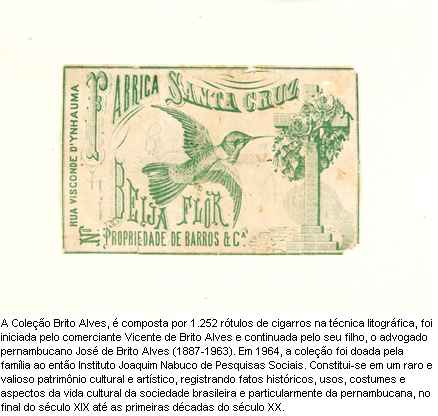 FABRICA SANTA CRUZ
RUA VISCONDE D'YNHAUMA
Nº
BEIJA FLÔR
PROPRIEDADE DE BARROS & Cª
A Coleção Brito Alves, é composta por 1.252 rótulos de cigarros na técnica litográfica, foi
iniciada pelo comerciante Vicente de Brito Alves e continuada pelo seu filho, o advogado
pernambucano José de Brito Alves (1887-1963). Em 1964, a coleção foi doada pela
família ao então Instituto Joaquim Nabuco de Pesquisas Sociais. Constitui-se em um raro e
valioso patrimônio cultural e artístico, registrando fatos históricos, usos, costumes e
aspectos da vida cultural da sociedade brasileira e particularmente da pernambucana, no
final do século XIX até as primeiras décadas do século XX.